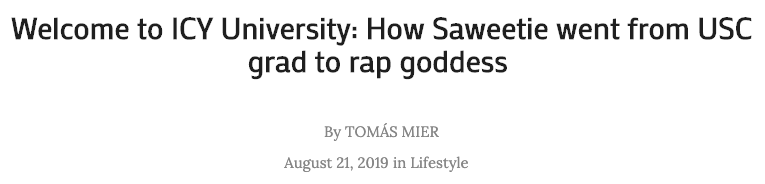 Welcome to ICY University: How Saweetie went from USC
grad to rap goddess
By TOMÁS MIER
August 21, 2019 in Lifestyle